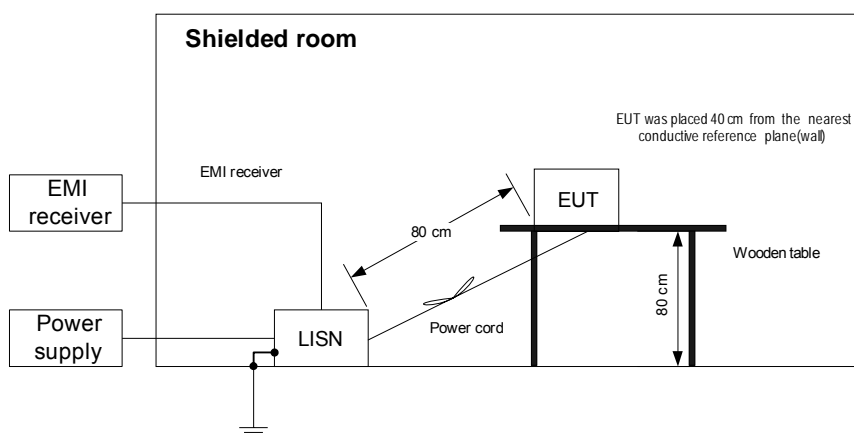 Shielded room
EUT was placed 40 cm from the nearest
conductive reference plane(wall)
EMI
receiver
EMI receiver
EUT
80 cm
Wooden table
80 cm
Power
supply
LISN
Power cord